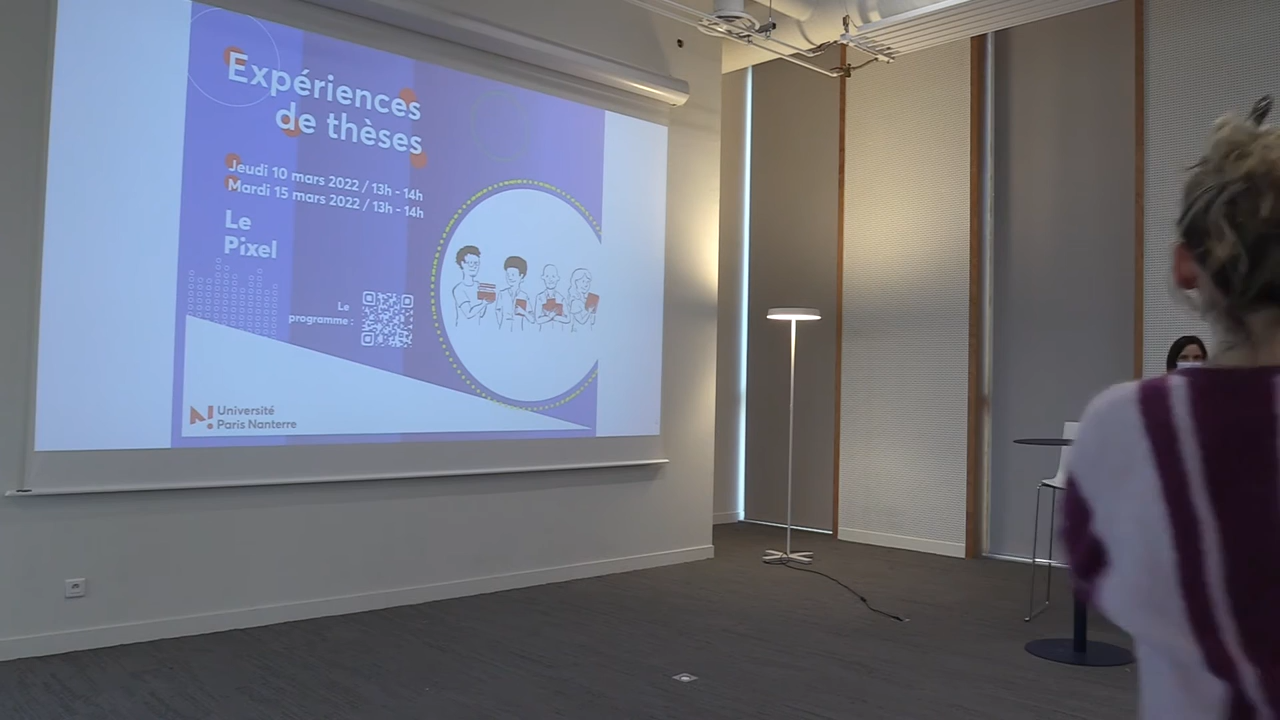 Expériences
de thèses
Jeudi 10 mars 2022 / 13h - 14h
Mardi 15 mars 2022 / 13h - 14h
Le
Pixel
Le
programme :
Université
Paris Nanterre